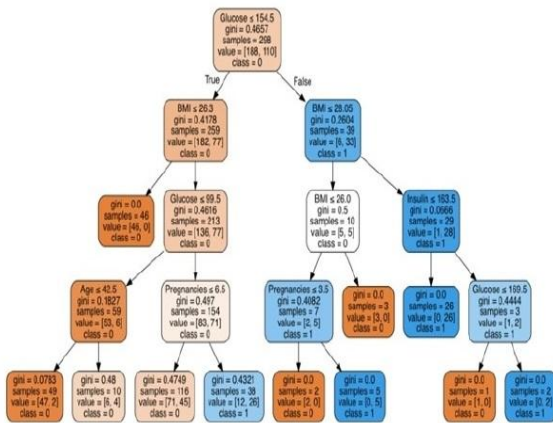 Glucose ≤ 154.5
gini = 0.4657
samples = 298
value = [188, 110]
class = 0
True
False
BMI ≤ 26.3
gini = 0.4178
samples = 259
value = [182, 77]
class = 0
BMI ≤ 28.05
gini = 0.2604
samples = 39
value = [6, 33]
class = 1
gini = 0.0
samples = 46
value = [46, 0]
class = 0
Glucose ≤ 99.5
gini = 0.4616
samples = 213
value = [136, 77]
class = 0
BMI ≤ 26.0
gini = 0.5
samples = 10
value = [5, 5]
class = 0
Insulin ≤ 163.5
gini = 0.0666
samples = 29
value = [1, 28]
class = 1
Age ≤ 42.5
gini = 0.1827
samples = 59
value = [53, 6]
class = 0
Pregnancies ≤ 6.5
gini = 0.497
samples = 154
value = [83, 71]
class = 0
Pregnancies ≤ 3.5
gini = 0.4082
samples = 7
value = [2, 5]
class = 1
gini = 0.0
samples = 3
value = [3, 0]
class = 0
gini = 0.0
samples = 26
value = [0, 26]
class = 1
Glucose ≤ 169.5
gini = 0.4444
samples = 3
value = [1, 2]
class = 1
gini = 0.0783
samples = 49
value = [47, 2]
class = 0
gini = 0.48
samples = 10
value = [6, 4]
class = 0
gini = 0.4749
samples = 116
value = [71, 45]
class = 0
gini = 0.4321
samples = 38
value = [12, 26]
class = 1
gini = 0.0
samples = 2
value = [2, 0]
class = 0
gini = 0.0
samples = 5
value = [0, 5]
class = 1
gini = 0.0
samples = 1
value = [1, 0]
class = 0
gini = 0.0
samples = 2
value = [0, 2]
class = 1